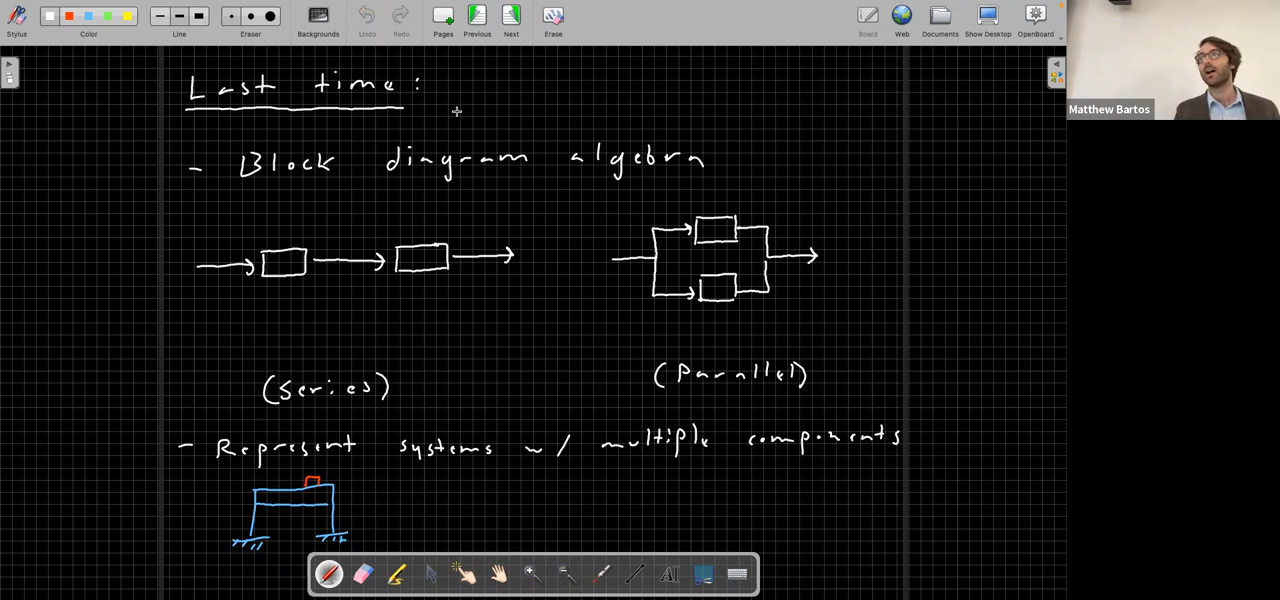 Stylus Color Line Eraser Backgrounds Undo Redo Pages Previous Next Erase Board Web Documents Show Desktop OpenBoard
Last time:
Matthew Bartos
- Block diagram algebra
(Series) (Parallel)
- Represent systems w/ multiple components
AI